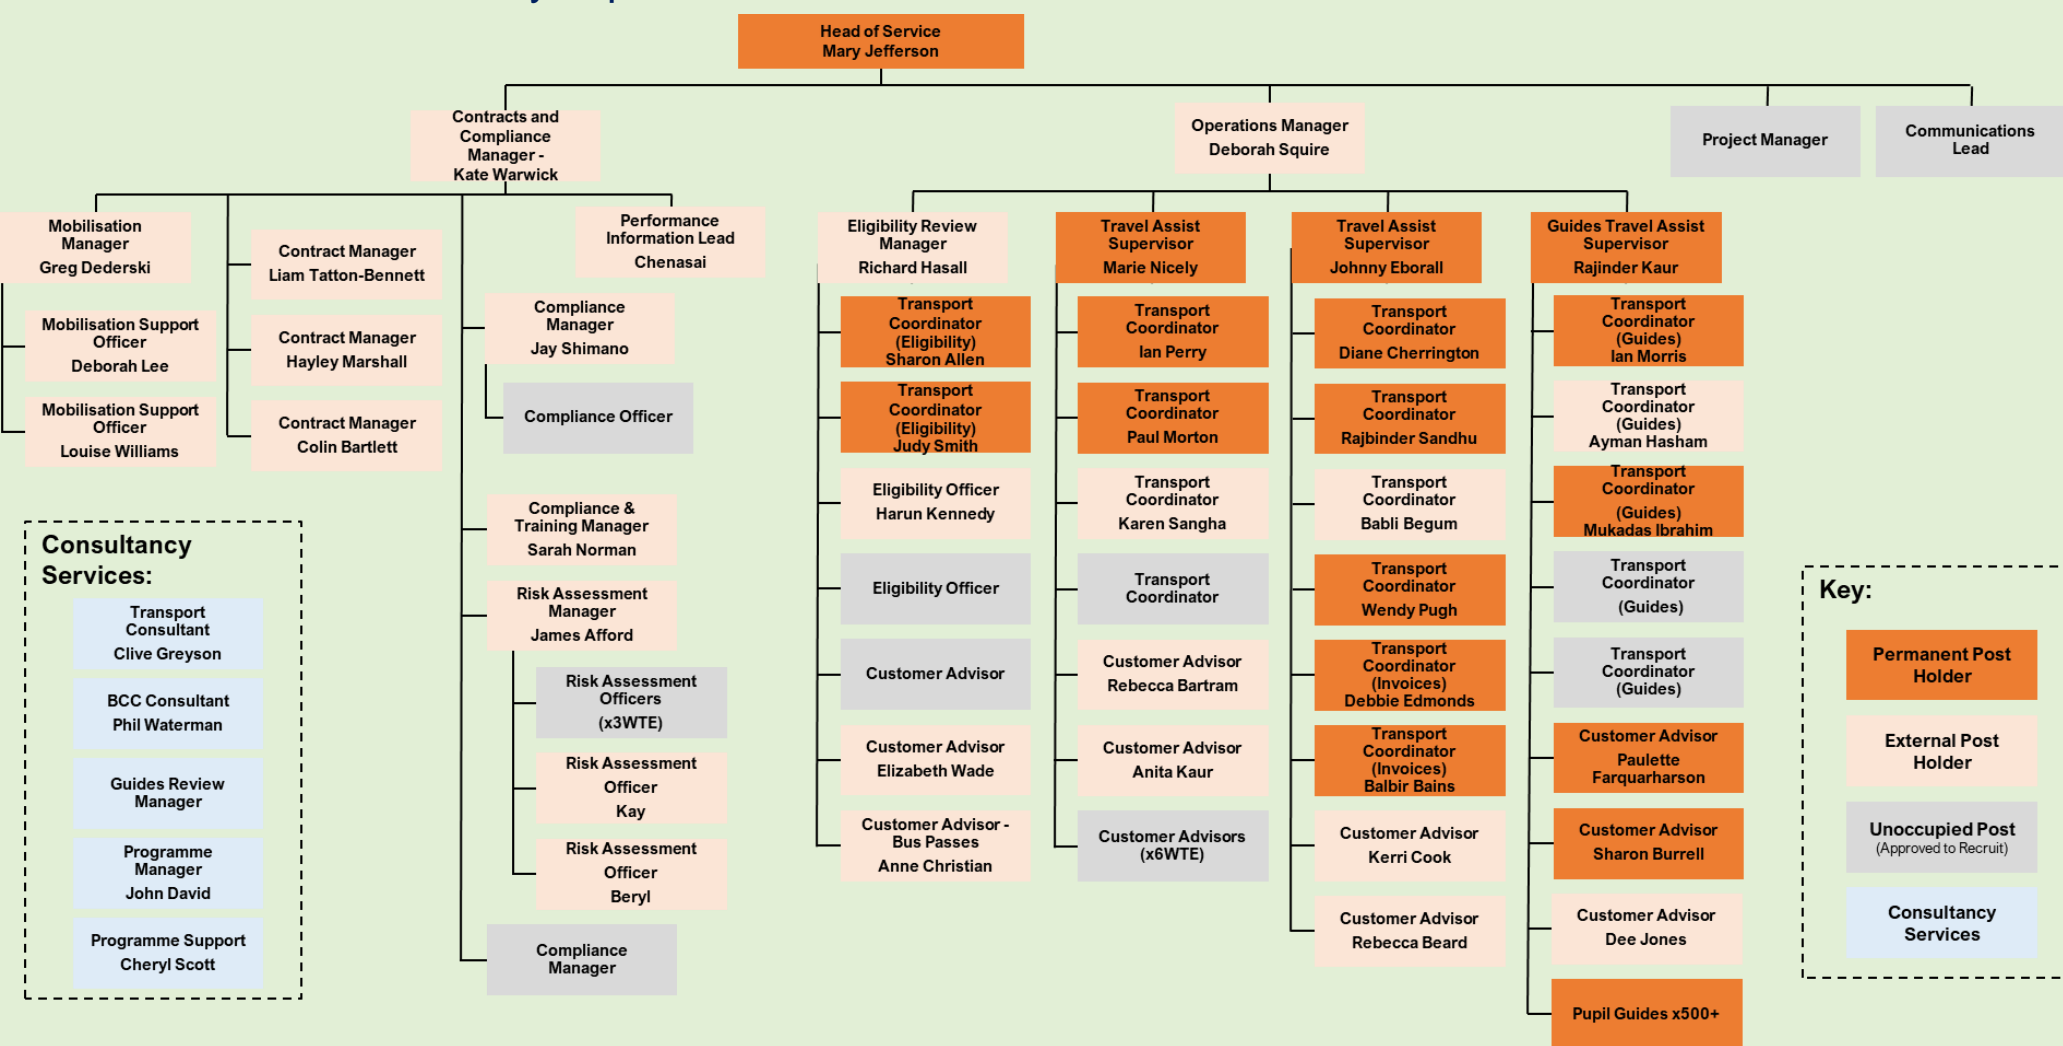 Head of Service
Mary Jefferson
Contracts and
Compliance
Manager -
Kate Warwick
Operations Manager
Deborah Squire
Project Manager
Communications
Lead
Mobilisation
Manager
Greg Dederski
Mobilisation Support
Officer
Deborah Lee
Mobilisation Support
Officer
Louise Williams
Contract Manager
Liam Tatton-Bennett
Contract Manager
Hayley Marshall
Contract Manager
Colin Bartlett
Performance
Information Lead
Chenasai
Compliance
Manager
Jay Shimano
Compliance Officer
Compliance &
Training Manager
Sarah Norman
Risk Assessment
Manager
James Afford
Risk Assessment
Officers
(x3WTE)
Risk Assessment
Officer
Kay
Risk Assessment
Officer
Beryl
Compliance
Manager
Eligibility Review
Manager
Richard Hasall
Transport
Coordinator
(Eligibility)
Sharon Allen
Transport
Coordinator
(Eligibility)
Judy Smith
Eligibility Officer
Harun Kennedy
Eligibility Officer
Customer Advisor
Customer Advisor
Elizabeth Wade
Customer Advisor -
Bus Passes
Anne Christian
Travel Assist
Supervisor
Marie Nicely
Transport
Coordinator
Ian Perry
Transport
Coordinator
Paul Morton
Transport
Coordinator
Karen Sangha
Transport
Coordinator
Customer Advisor
Rebecca Bartram
Customer Advisor
Anita Kaur
Customer Advisors
(x6WTE)
Travel Assist
Supervisor
Johnny Eborall
Transport
Coordinator
Diane Cherrington
Transport
Coordinator
Rajbinder Sandhu
Transport
Coordinator
Babli Begum
Transport
Coordinator
Wendy Pugh
Transport
Coordinator
(Invoices)
Debbie Edmonds
Transport
Coordinator
(Invoices)
Balbir Bains
Customer Advisor
Kerri Cook
Customer Advisor
Rebecca Beard
Guides Travel Assist
Supervisor
Rajinder Kaur
Transport
Coordinator
(Guides)
Ian Morris
Transport
Coordinator
(Guides)
Ayman Hasham
Transport
Coordinator
(Guides)
Mukadas Ibrahim
Transport
Coordinator
(Guides)
Transport
Coordinator
(Guides)
Customer Advisor
Paulette
Farquarharson
Customer Advisor
Sharon Burrell
Customer Advisor
Dee Jones
Pupil Guides x500+
Consultancy
Services:
Transport
Consultant
Clive Greyson
BCC Consultant
Phil Waterman
Guides Review
Manager
Programme
Manager
John David
Programme Support
Cheryl Scott
Key:
Permanent Post
Holder
External Post
Holder
Unoccupied Post
(Approved to Recruit)
Consultancy
Services